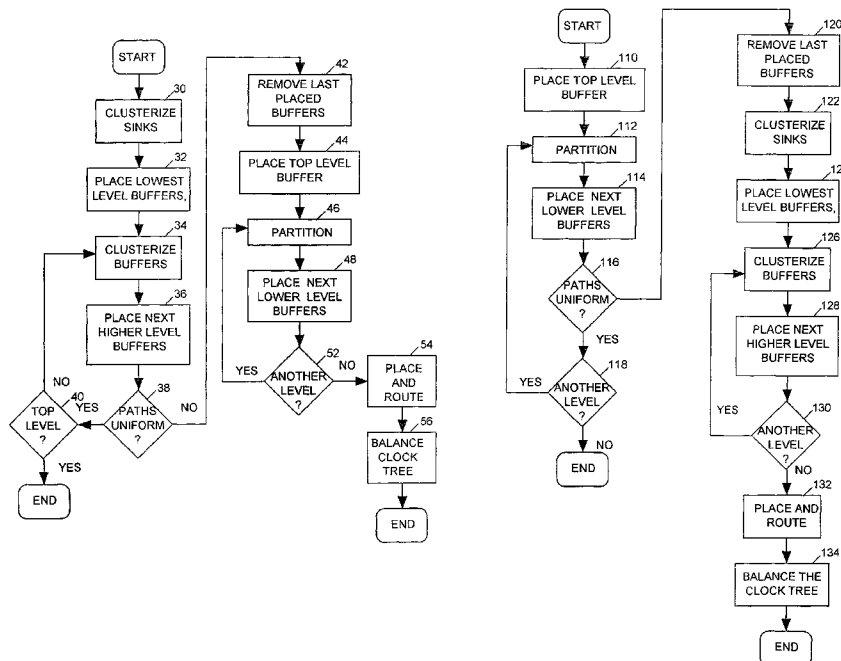 START
30
CLUSTERIZE
SINKS
32
PLACE LOWEST
LEVEL BUFFERS,
34
CLUSTERIZE
BUFFERS
36
PLACE NEXT
HIGHER LEVEL
BUFFERS
38
PATHS
UNIFORM
?
YES
NO
40
TOP
LEVEL
?
NO
YES
END
42
REMOVE LAST
PLACED
BUFFERS
44
PLACE TOP LEVEL
BUFFER
46
PARTITION
48
PLACE NEXT
LOWER LEVEL
BUFFERS
52
ANOTHER
LEVEL
?
YES
NO
54
PLACE
AND
ROUTE
56
BALANCE
CLOCK
TREE
END
START
110
PLACE TOP LEVEL
BUFFER
112
PARTITION
114
PLACE NEXT
LOWER LEVEL
BUFFERS
116
PATHS
UNIFORM
?
NO
YES
118
ANOTHER
LEVEL
?
YES
NO
END
120
REMOVE LAST
PLACED
BUFFERS
122
CLUSTERIZE
SINKS
12
PLACE LOWEST
LEVEL BUFFERS,
126
CLUSTERIZE
BUFFERS
128
PLACE NEXT
HIGHER LEVEL
BUFFERS
130
ANOTHER
LEVEL
?
YES
NO
132
PLACE AND
ROUTE
134
BALANCE THE
CLOCK TREE
END